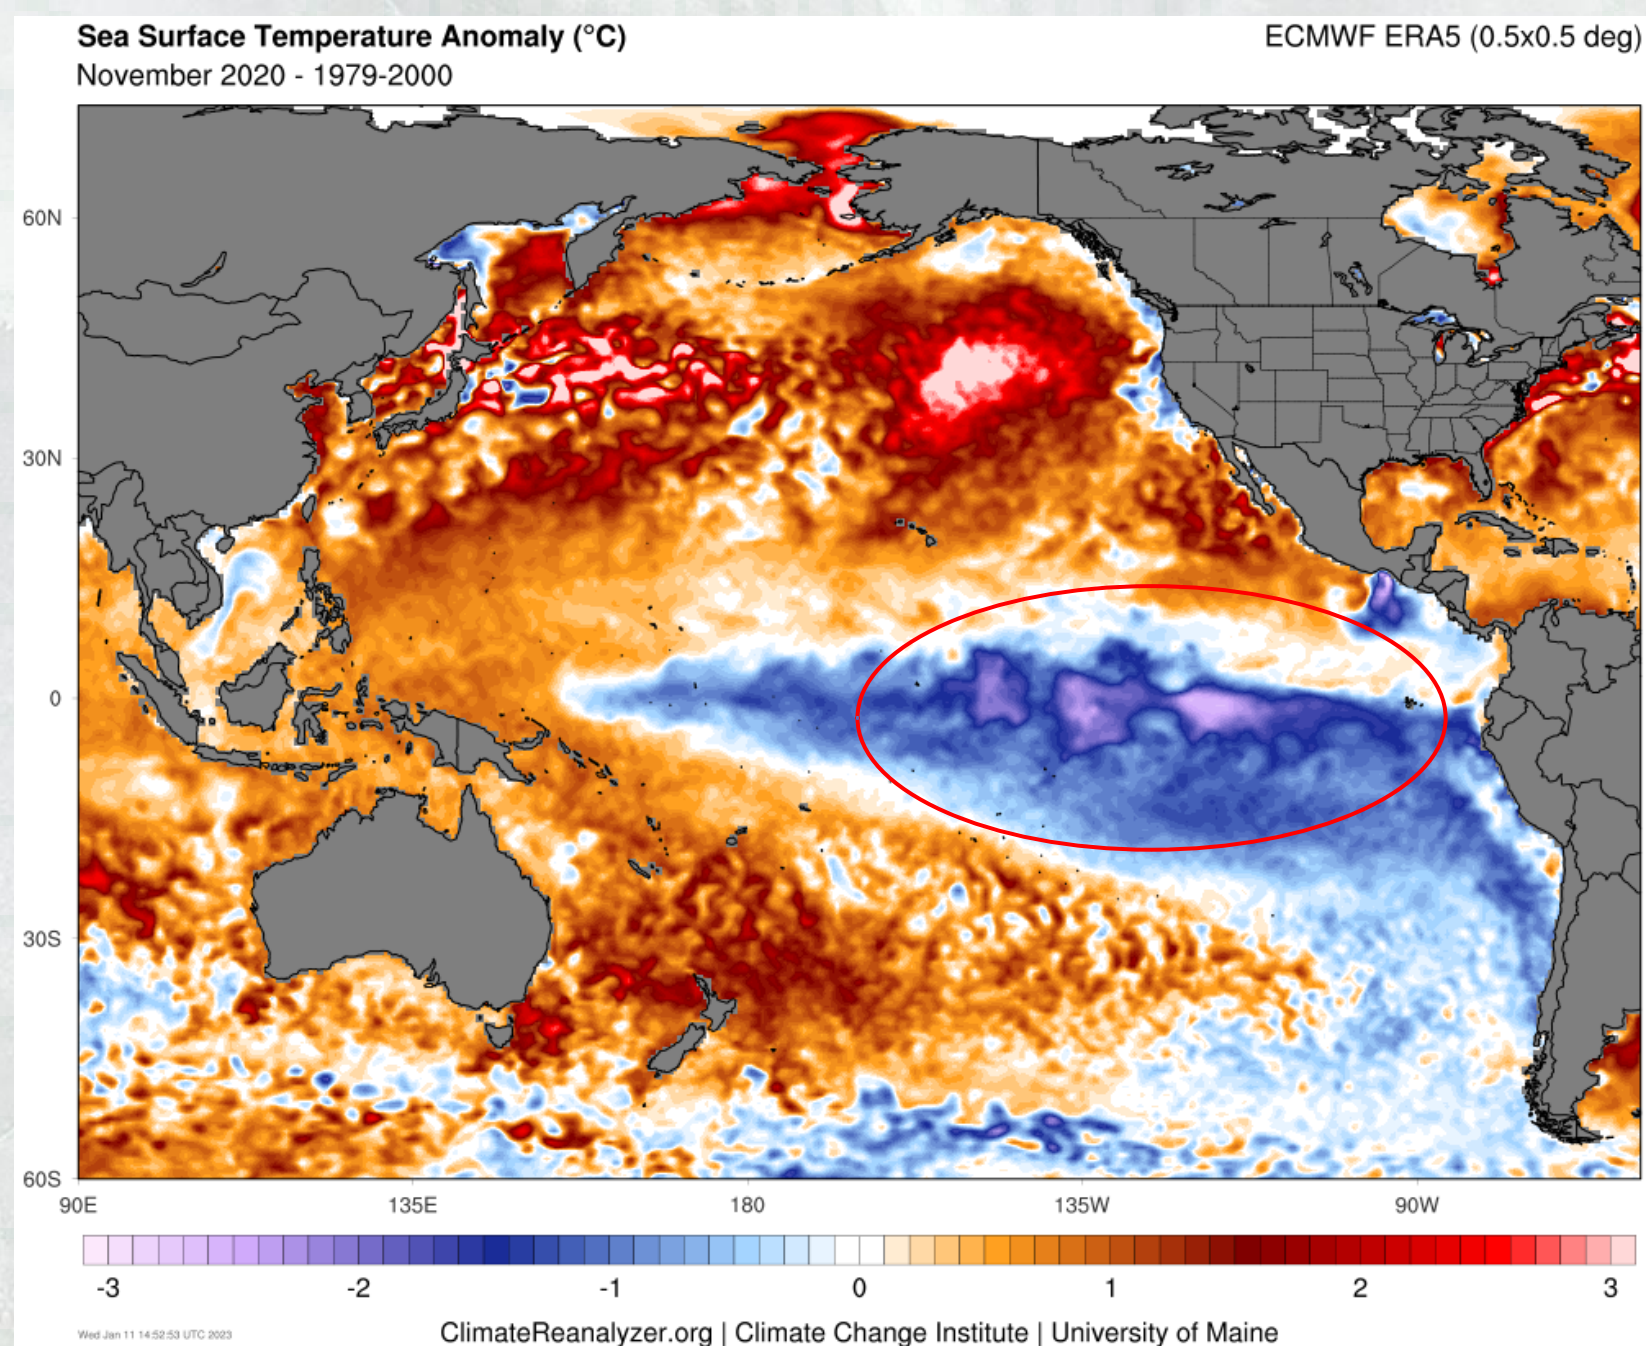 Sea Surface Temperature Anomaly (°C)
ECMWF ERA5 (0.5x0.5 deg)
November 2020 - 1979-2000
60N
30N
0
30S
60S
90E 135E 180 135W 90W
-3 -2 -1 0 1 2 3
Wed Jan 11 14:52:53 UTC 2023
ClimateReanalyzer.org | Climate Change Institute | University of Maine